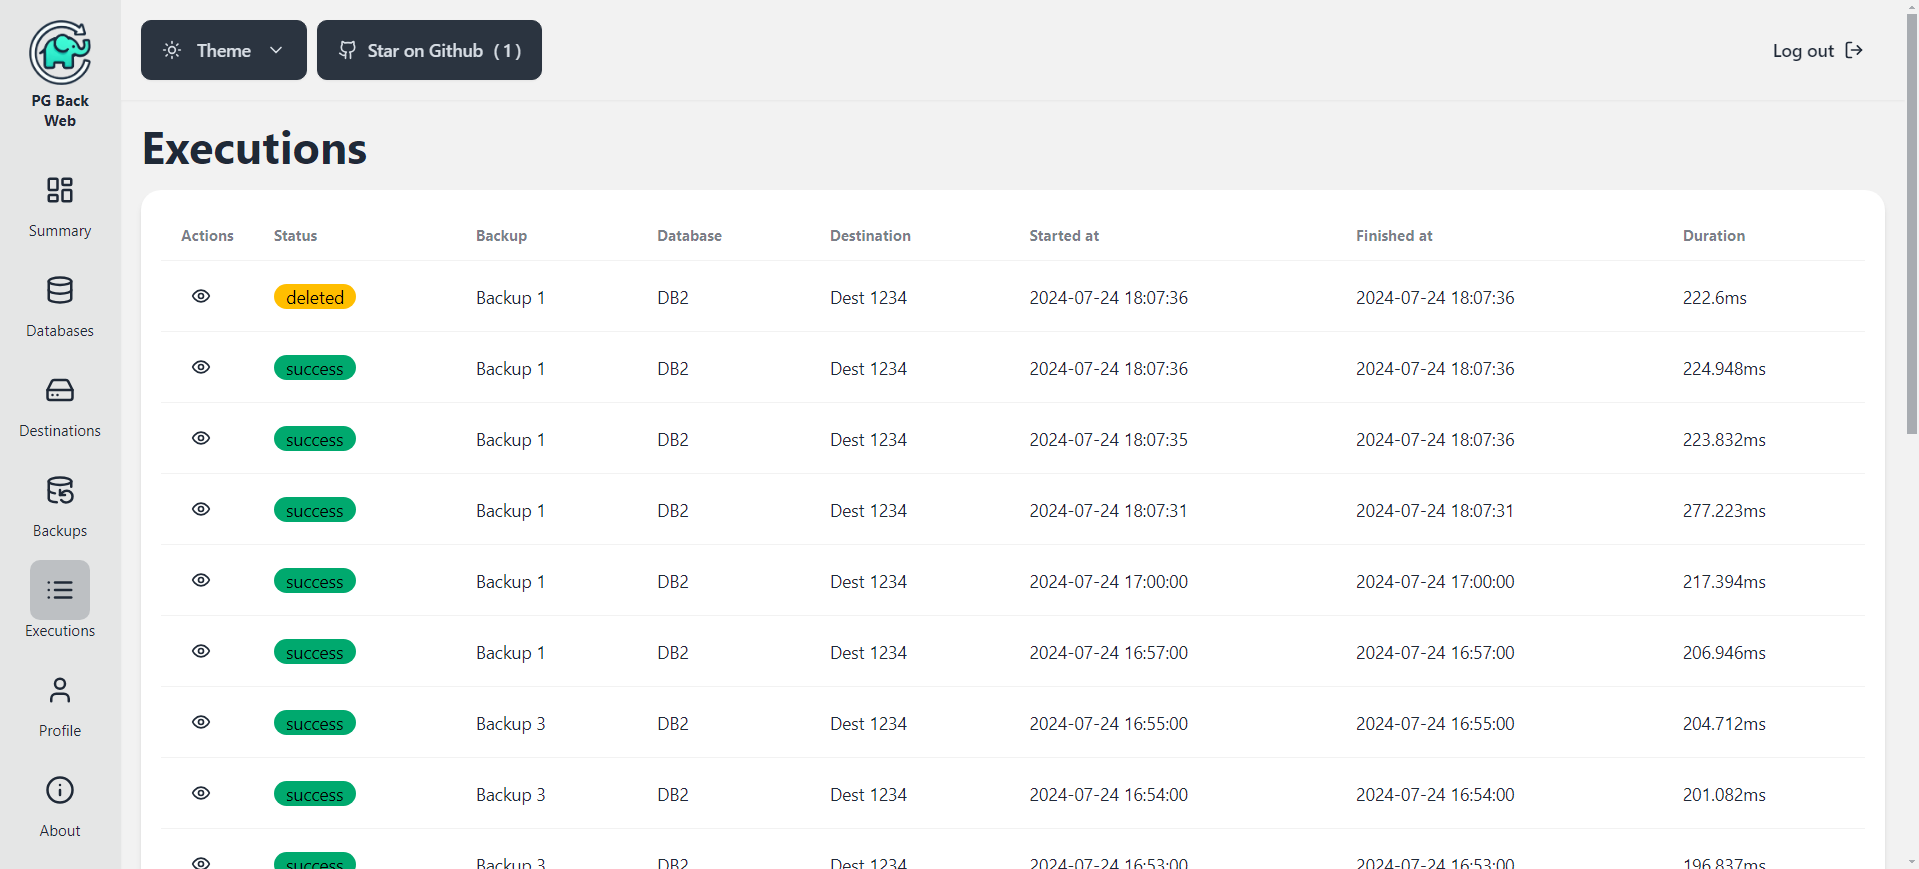 PG Back
Web
Summary
Databases
Destinations
Backups
Executions
Profile
About
Theme
Star on Github ( 1 )
Log out
Executions
Actions Status Backup Database Destination Started at Finished at Duration
deleted Backup 1 DB2 Dest 1234 2024-07-24 18:07:36 2024-07-24 18:07:36 222.6ms
success Backup 1 DB2 Dest 1234 2024-07-24 18:07:36 2024-07-24 18:07:36 224.948ms
success Backup 1 DB2 Dest 1234 2024-07-24 18:07:35 2024-07-24 18:07:36 223.832ms
success Backup 1 DB2 Dest 1234 2024-07-24 18:07:31 2024-07-24 18:07:31 277.223ms
success Backup 1 DB2 Dest 1234 2024-07-24 17:00:00 2024-07-24 17:00:00 217.394ms
success Backup 1 DB2 Dest 1234 2024-07-24 16:57:00 2024-07-24 16:57:00 206.946ms
success Backup 3 DB2 Dest 1234 2024-07-24 16:55:00 2024-07-24 16:55:00 204.712ms
success Backup 3 DB2 Dest 1234 2024-07-24 16:54:00 2024-07-24 16:54:00 201.082ms
success Backup 3 DB2 Dest 1234 2024-07-24 16:53:00 2024-07-24 16:53:00 196.837ms